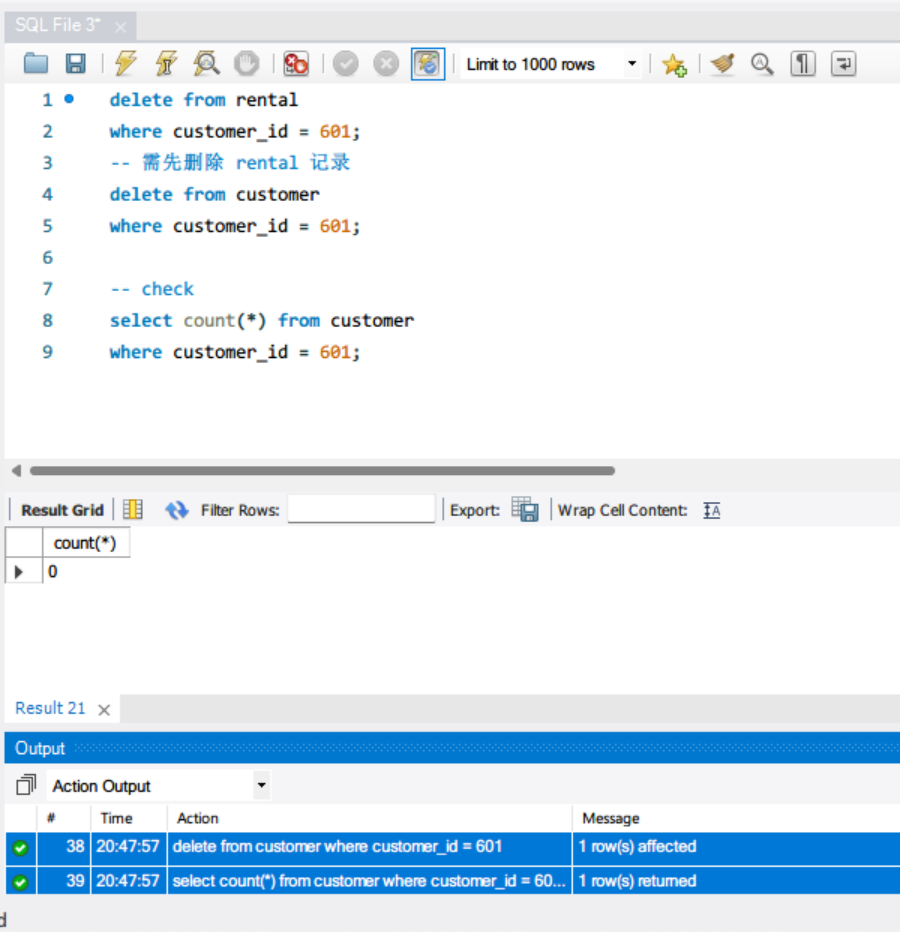 SQL File 3*
Limit to 1000 rows
1 delete from rental
2 where customer_id = 601;
3 -- 需先删除 rental 记录
4 delete from customer
5 where customer_id = 601;
6
7 -- check
8 select count(*) from customer
9 where customer_id = 601;
Result Grid Filter Rows: Export: Wrap Cell Content:
count(*)
0
Result 21
Output
Action Output
# Time Action Message
38 20:47:57 delete from customer where customer_id = 601 1 row(s) affected
39 20:47:57 select count(*) from customer where customer_id = 60... 1 row(s) returned
d